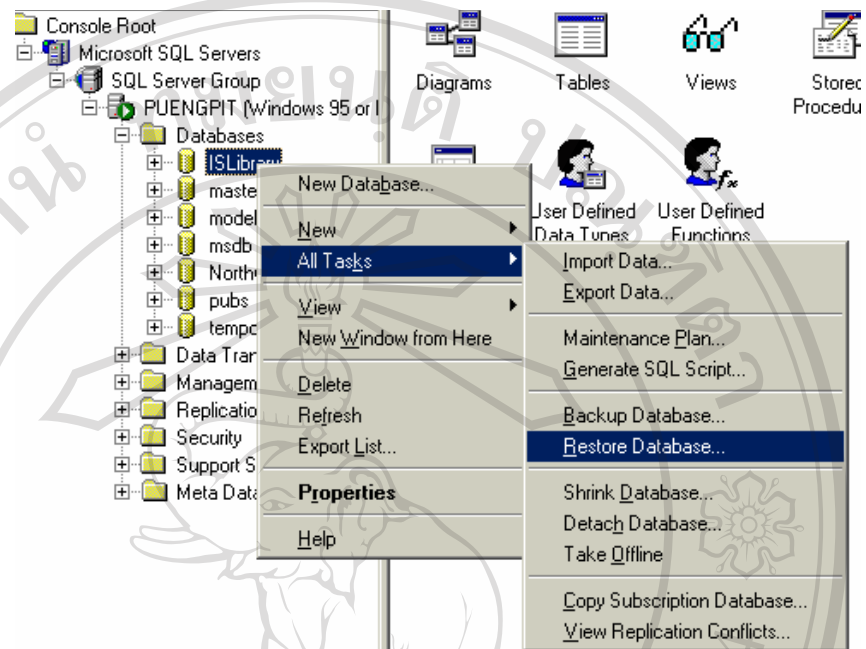 Console Root
Microsoft SQL Servers
SQL Server Group
PUENGPIT (Windows 95 or
Databases
ISLibrary
maste
model
msdb
North
pubs
temp
Data Tran
Managem
Replicatio
Security
Support S
Meta Data
Diagrams
Tables
Views
Stored
Procedu
User Defined
Data Types
User Defined
Functions
New Database...
New
All Tasks
View
New Window from Here
Delete
Refresh
Export List...
Properties
Help
Import Data...
Export Data...
Maintenance Plan...
Generate SQL Script...
Backup Database...
Restore Database...
Shrink Database...
Detach Database...
Take Offline
Copy Subscription Database...
View Replication Conflicts...